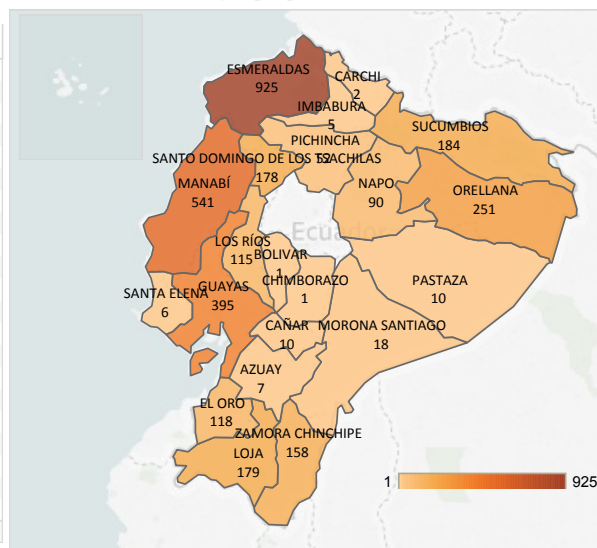 ESMERALDAS
925
CARCHI
2
IMBABURA
5
SUCUMBIOS
184
PICHINCHA
52
SANTO DOMINGO DE LOS TSACHILAS
178
MANABÍ
541
NAPO
90
ORELLANA
251
Ecuador
LOS RÍOS
115
BOLIVAR
1
CHIMBORAZO
1
PASTAZA
10
SANTA ELENA
6
GUAYAS
395
CAÑAR
10
MORONA SANTIAGO
18
AZUAY
7
EL ORO
118
ZAMORA CHINCHIPE
158
LOJA
179
1
925